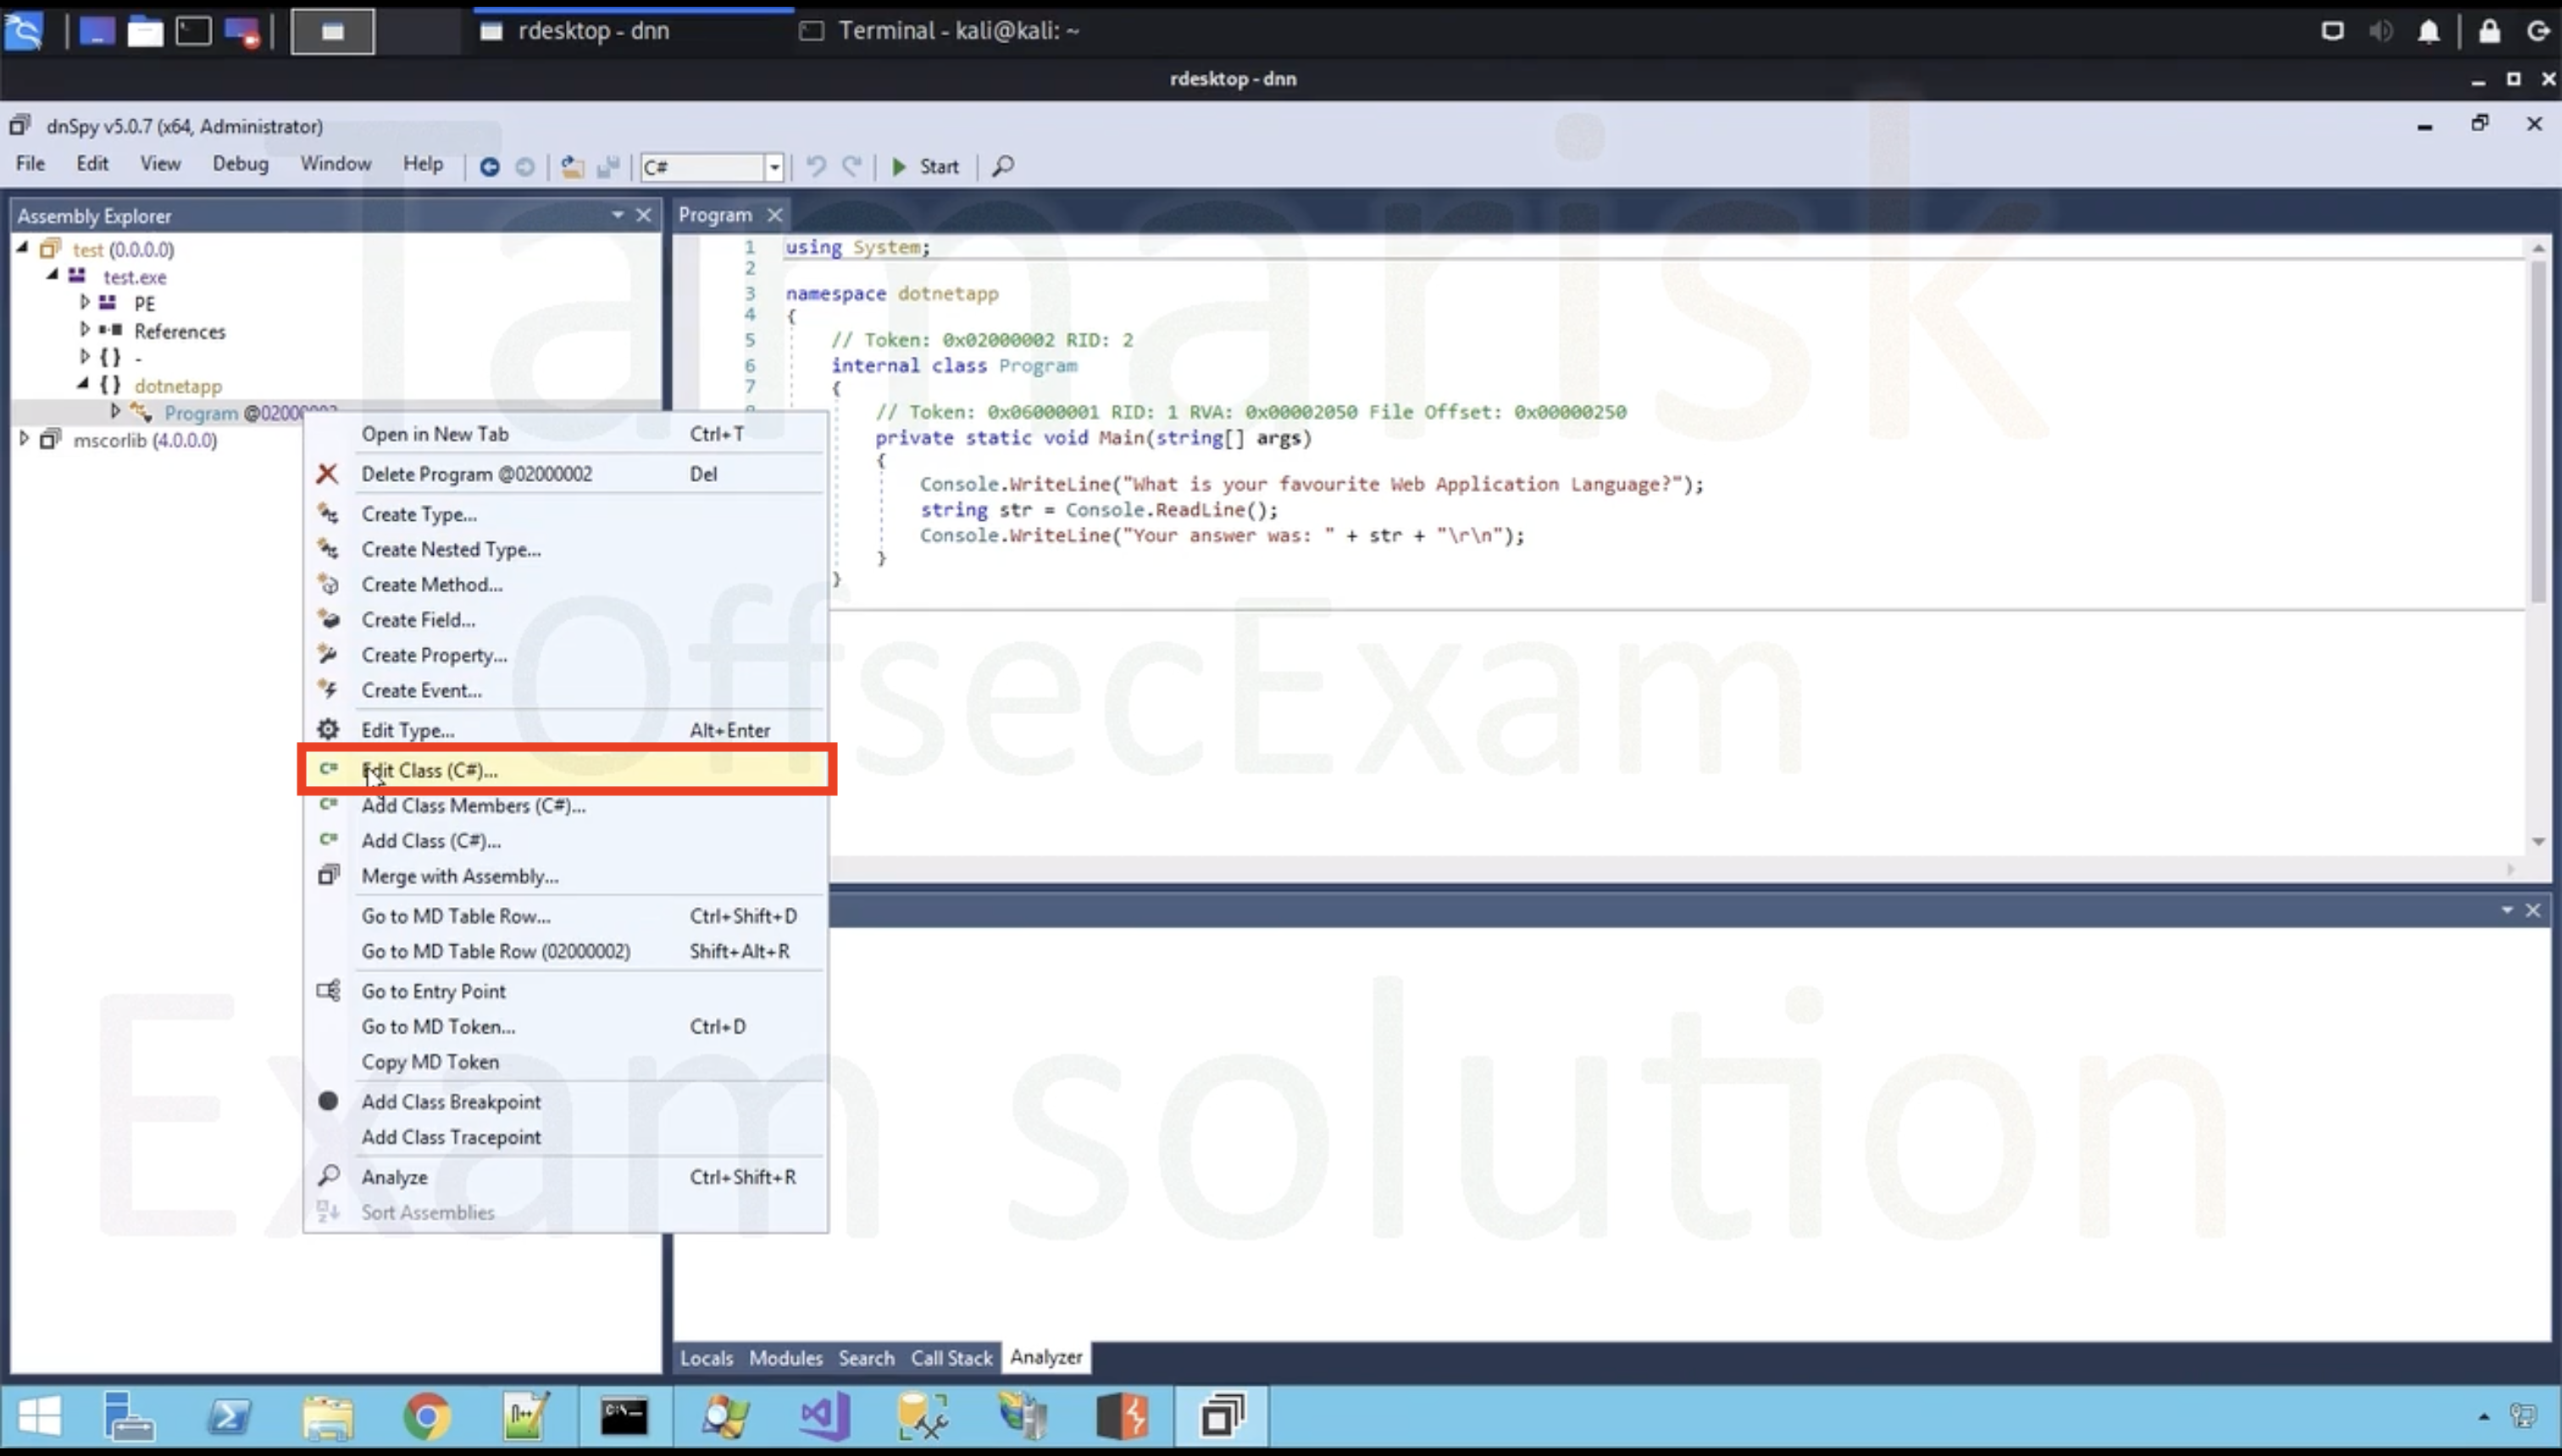 rdesktop - dnn
Terminal - kali@kali: ~
rdesktop - dnn
dnSpy v5.0.7 (x64, Administrator)
File Edit View Debug Window Help C# Start
Assembly Explorer
test (0.0.0.0)
test.exe
PE
References
{ } -
{ } dotnetapp
Program @02000002
mscorlib (4.0.0.0)
Open in New Tab Ctrl+T
Delete Program @02000002 Del
Create Type...
Create Nested Type...
Create Method...
Create Field...
Create Property...
Create Event...
Edit Type... Alt+Enter
C# Edit Class (C#)...
C# Add Class Members (C#)...
C# Add Class (C#)...
Merge with Assembly...
Go to MD Table Row... Ctrl+Shift+D
Go to MD Table Row (02000002) Shift+Alt+R
Go to Entry Point
Go to MD Token... Ctrl+D
Copy MD Token
Add Class Breakpoint
Add Class Tracepoint
Analyze Ctrl+Shift+R
Sort Assemblies
Program
1 using System;
2
3 namespace dotnetapp
4 {
5 // Token: 0x02000002 RID: 2
6 internal class Program
7 {
8 // Token: 0x06000001 RID: 1 RVA: 0x00002050 File Offset: 0x00000250
private static void Main(string[] args)
{
Console.WriteLine("What is your favourite Web Application Language?");
string str = Console.ReadLine();
Console.WriteLine("Your answer was: " + str + "\r\n");
}
}
Locals Modules Search Call Stack Analyzer
Tamarisk
OffsecExam
Exam solution